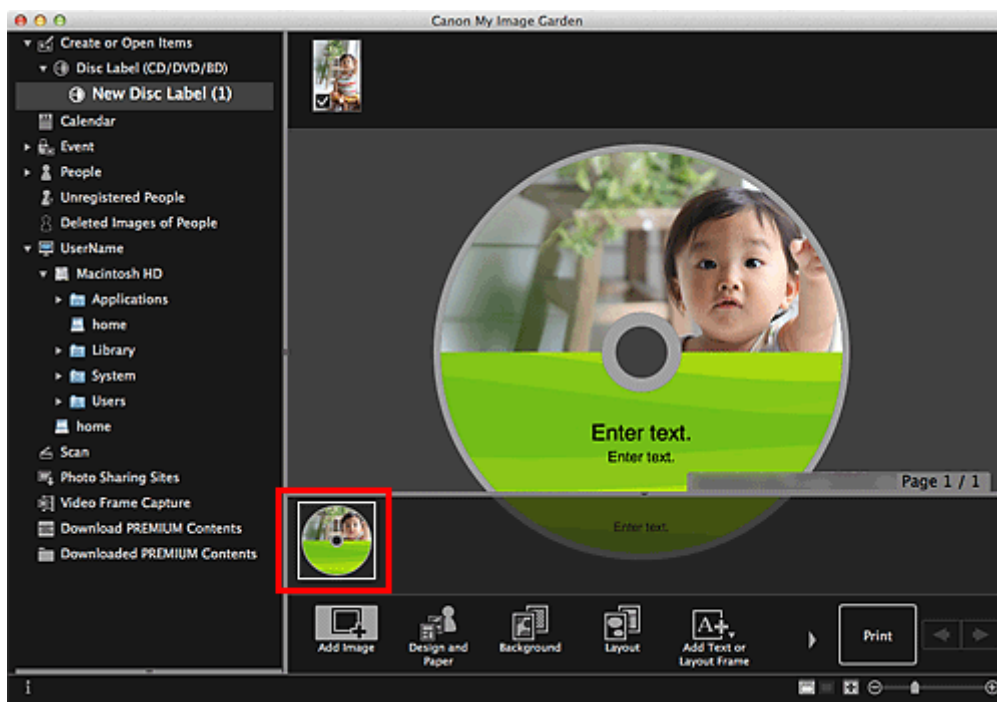 Canon My Image Garden
Create or Open Items
Disc Label (CD/DVD/BD)
New Disc Label (1)
Calendar
Event
People
Unregistered People
Deleted Images of People
UserName
Macintosh HD
Applications
home
Library
System
Users
home
Scan
Photo Sharing Sites
Video Frame Capture
Download PREMIUM Contents
Downloaded PREMIUM Contents
Enter text.
Enter text.
Page 1 / 1
Enter text.
Add Image
Design and
Paper
Background
Layout
Add Text or
Layout Frame
Print